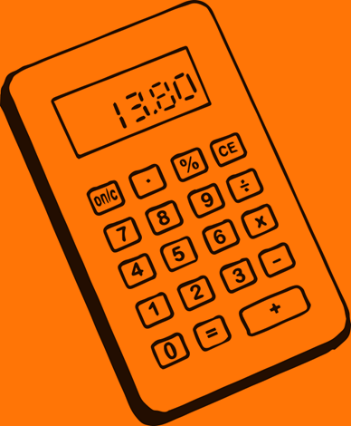 13.80
on/c . % CE
7 8 9 ÷
4 5 6 x
1 2 3 -
0 = +